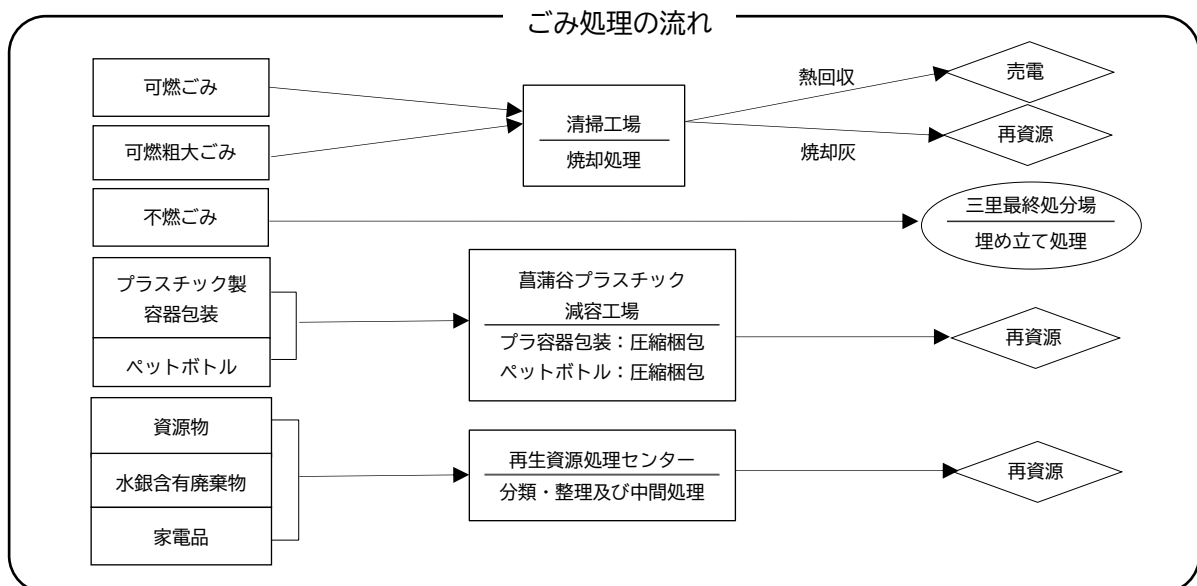 ごみ処理の流れ
可燃ごみ
可燃粗大ごみ
清掃工場
焼却処理
熱回収
焼却灰
売電
再資源
不燃ごみ
三里最終処分場
埋め立て処理
プラスチック製
容器包装
ペットボトル
菖蒲谷プラスチック
減容工場
プラ容器包装：圧縮梱包
ペットボトル：圧縮梱包
再資源
資源物
水銀含有廃棄物
家電品
再生資源処理センター
分類・整理及び中間処理
再資源